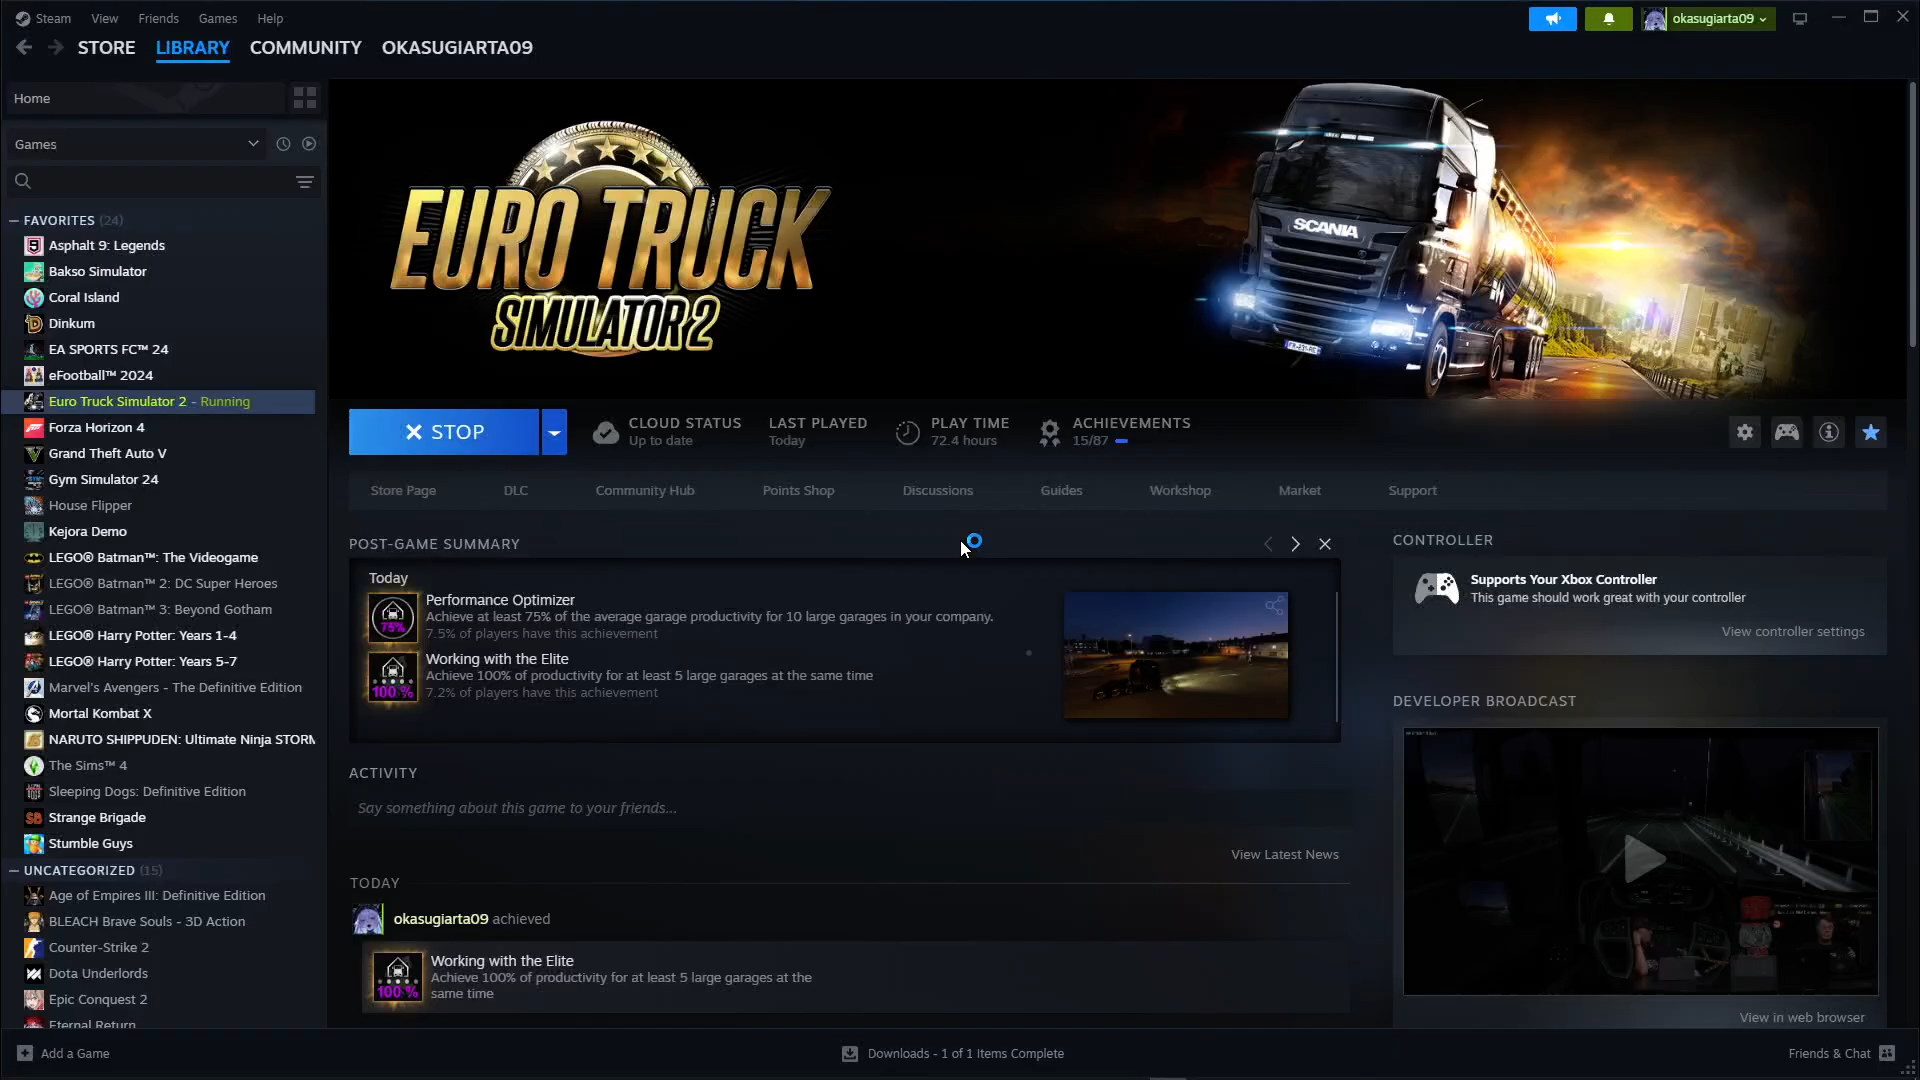 Steam View Friends Games Help
okasugiarta09
STORE LIBRARY COMMUNITY OKASUGIARTA09
Home
Games
FAVORITES (24)
Asphalt 9: Legends
Bakso Simulator
Coral Island
Dinkum
EA SPORTS FC™ 24
eFootball™ 2024
Euro Truck Simulator 2 - Running
Forza Horizon 4
Grand Theft Auto V
Gym Simulator 24
House Flipper
Kejora Demo
LEGO® Batman™: The Videogame
LEGO® Batman™ 2: DC Super Heroes
LEGO® Batman™ 3: Beyond Gotham
LEGO® Harry Potter: Years 1-4
LEGO® Harry Potter: Years 5-7
Marvel's Avengers - The Definitive Edition
Mortal Kombat X
NARUTO SHIPPUDEN: Ultimate Ninja STORM
The Sims™ 4
Sleeping Dogs: Definitive Edition
Strange Brigade
Stumble Guys
UNCATEGORIZED (15)
Age of Empires III: Definitive Edition
BLEACH Brave Souls - 3D Action
Counter-Strike 2
Dota Underlords
Epic Conquest 2
Eternal Return
EURO TRUCK
SIMULATOR 2
SCANIA
STOP
CLOUD STATUS
Up to date
LAST PLAYED
Today
PLAY TIME
72.4 hours
ACHIEVEMENTS
15/87
Store Page DLC Community Hub Points Shop Discussions Guides Workshop Market Support
POST-GAME SUMMARY
Today
75%
Performance Optimizer
Achieve at least 75% of the average garage productivity for 10 large garages in your company.
7.5% of players have this achievement
100 %
Working with the Elite
Achieve 100% of productivity for at least 5 large garages at the same time
7.2% of players have this achievement
ACTIVITY
Say something about this game to your friends...
View Latest News
TODAY
okasugiarta09 achieved
100 %
Working with the Elite
Achieve 100% of productivity for at least 5 large garages at the
same time
CONTROLLER
Supports Your Xbox Controller
This game should work great with your controller
View controller settings
DEVELOPER BROADCAST
View in web browser
Add a Game
Downloads - 1 of 1 Items Complete
Friends & Chat